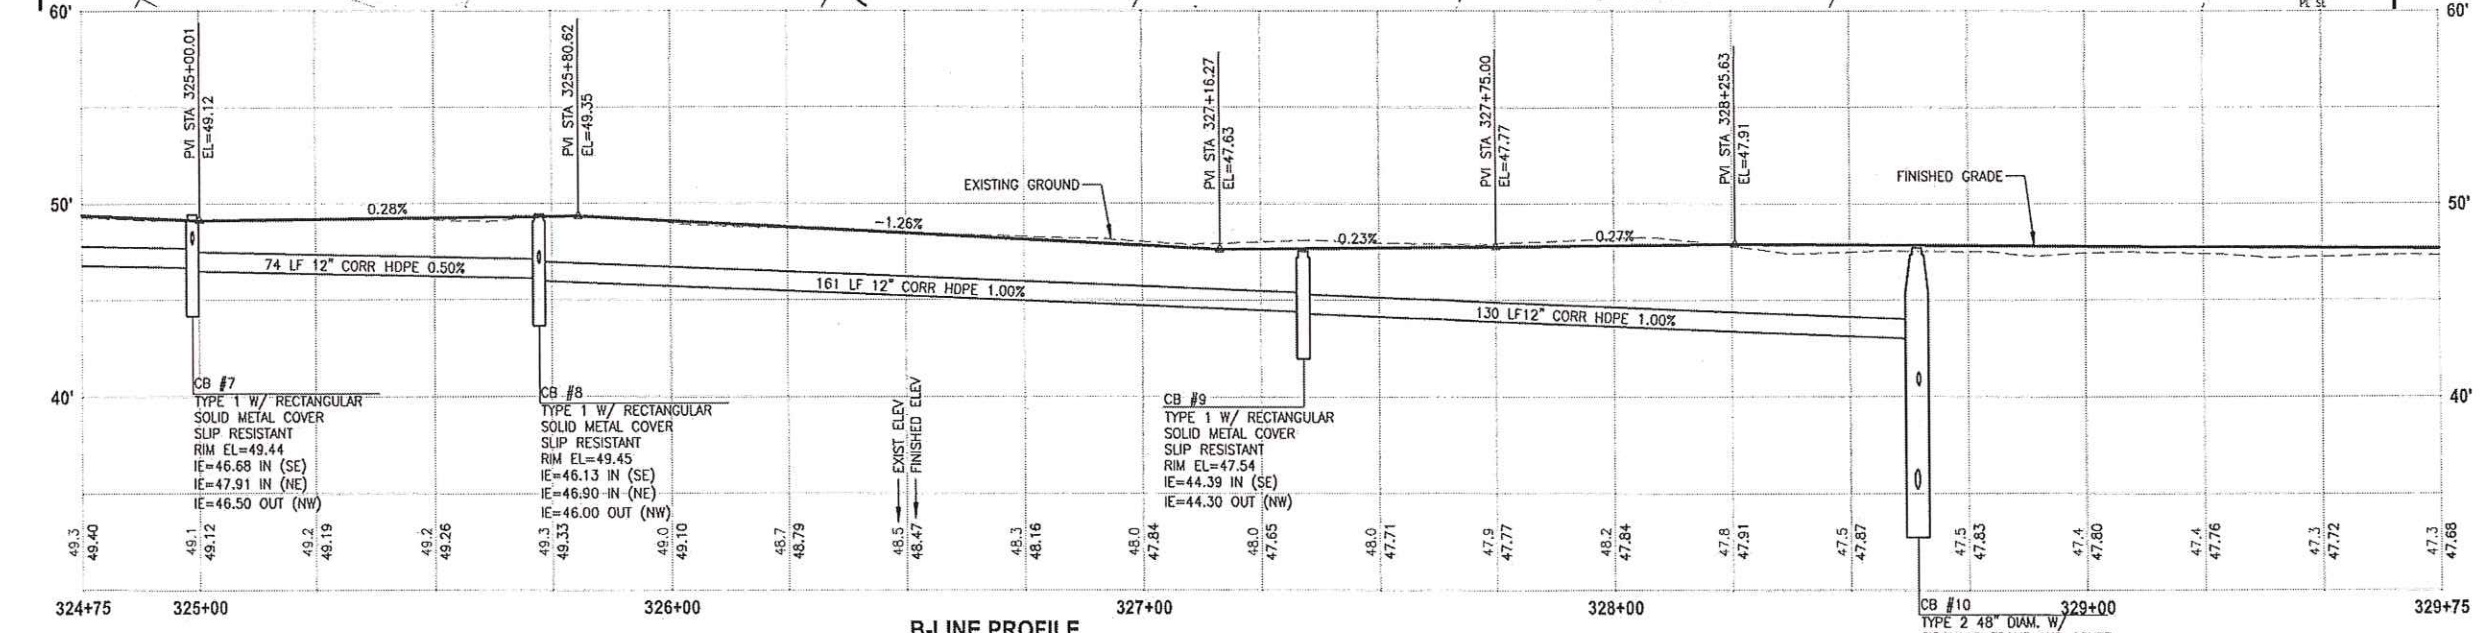 PE SE
60'
60'
PVI STA 325+00.01
EL=49.12
PVI STA 325+80.62
EL=49.35
PVI STA 327+16.27
EL=47.63
PVI STA 327+75.00
EL=47.77
PVI STA 328+25.63
EL=47.91
EXISTING GROUND
FINISHED GRADE
50'
50'
0.28%
-1.26%
0.23%
0.27%
74 LF 12" CORR HDPE 0.50%
161 LF 12" CORR HDPE 1.00%
130 LF12" CORR HDPE 1.00%
40'
40'
CB #7
TYPE 1 W/ RECTANGULAR
SOLID METAL COVER
SLIP RESISTANT
RIM EL=49.44
IE=46.68 IN (SE)
IE=47.91 IN (NE)
IE=46.50 OUT (NW)
CB #8
TYPE 1 W/ RECTANGULAR
SOLID METAL COVER
SLIP RESISTANT
RIM EL=49.45
IE=46.13 IN (SE)
IE=46.90 IN (NE)
IE=46.00 OUT (NW)
EXIST ELEV
FINISHED ELEV
CB #9
TYPE 1 W/ RECTANGULAR
SOLID METAL COVER
SLIP RESISTANT
RIM EL=47.54
IE=44.39 IN (SE)
IE=44.30 OUT (NW)
49.3
49.40
49.1
49.12
49.2
49.19
49.2
49.26
49.3
49.33
49.0
49.10
48.7
48.79
48.5
48.47
48.3
48.16
48.0
47.84
48.0
47.65
48.0
47.71
47.9
47.77
48.2
47.84
47.8
47.91
47.5
47.87
47.5
47.83
47.4
47.80
47.4
47.76
47.3
47.72
47.3
47.68
324+75
325+00
326+00
327+00
328+00
329+00
329+75
CB #10
TYPE 2 48" DIAM. W/
B-LINE PROFILE